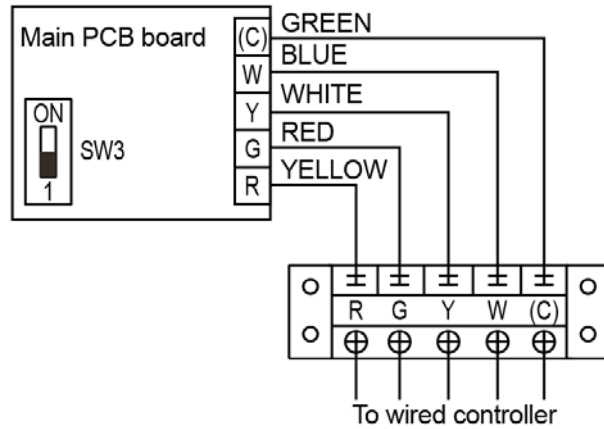 Main PCB board
ON
1
SW3
(C)
W
Y
G
R
GREEN
BLUE
WHITE
RED
YELLOW
R G Y W (C)
To wired controller